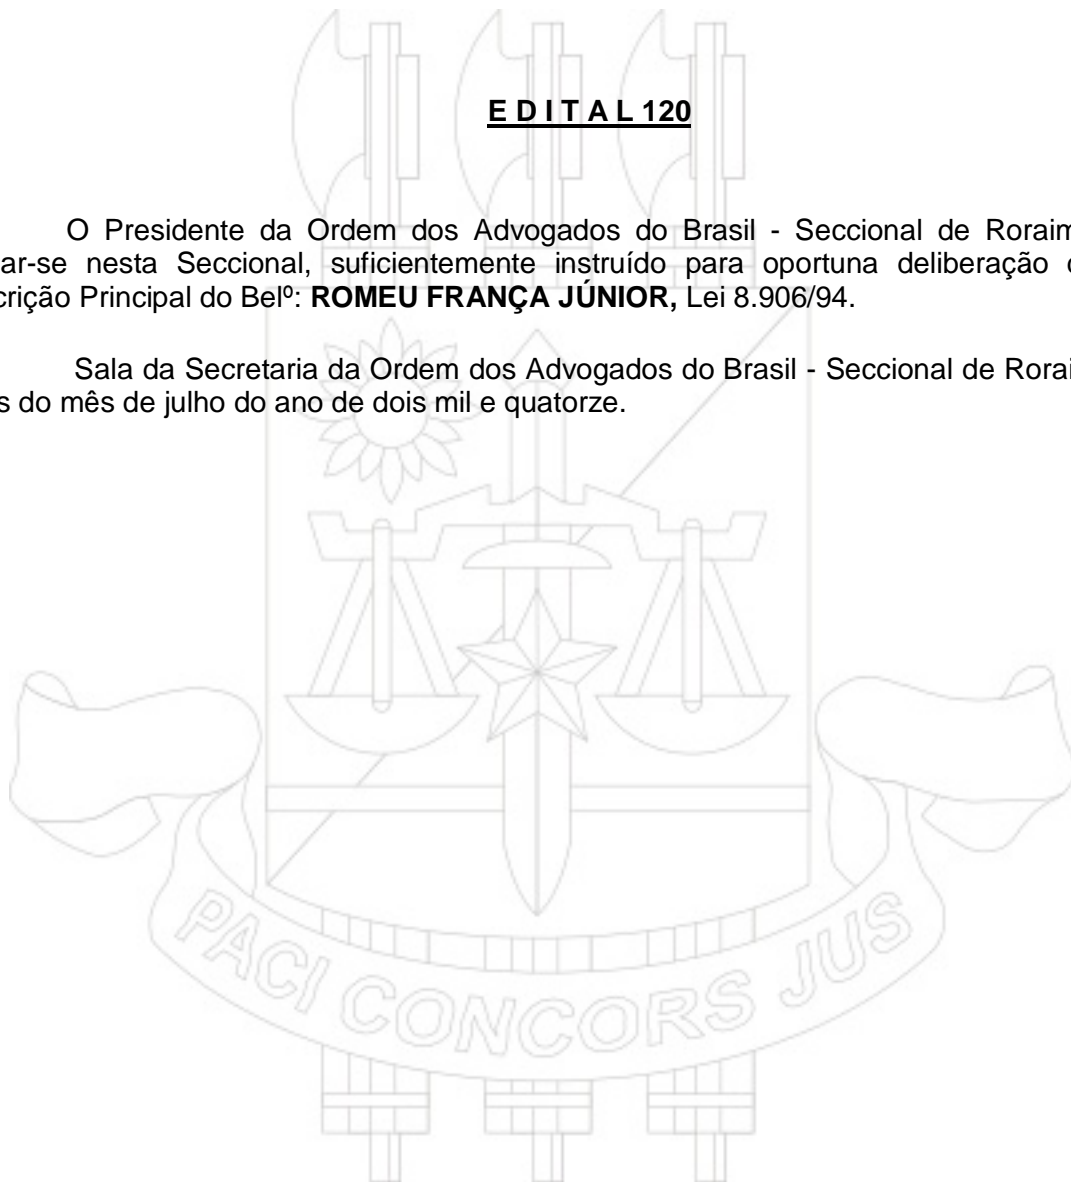 E D I T A L 120
O Presidente da Ordem dos Advogados do Brasil - Seccional de Roraim
ar-se nesta Seccional, suficientemente instruído para oportuna deliberação
crição Principal do Belº: ROMEU FRANÇA JÚNIOR, Lei 8.906/94.
Sala da Secretaria da Ordem dos Advogados do Brasil - Seccional de Rorai
s do mês de julho do ano de dois mil e quatorze.
PACI CONCORS JUS